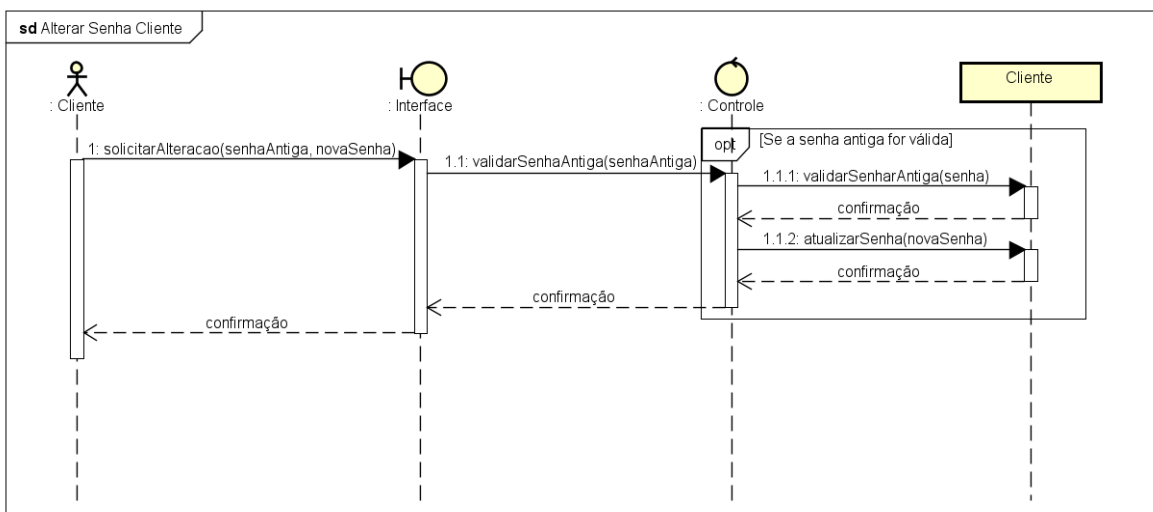 sd Alterar Senha Cliente
: Cliente
: Interface
: Controle
Cliente
opt
[Se a senha antiga for válida]
1: solicitarAlteracao(senhaAntiga, novaSenha)
1.1: validarSenhaAntiga(senhaAntiga)
1.1.1: validarSenharAntiga(senha)
confirmação
1.1.2: atualizarSenha(novaSenha)
confirmação
confirmação
confirmação